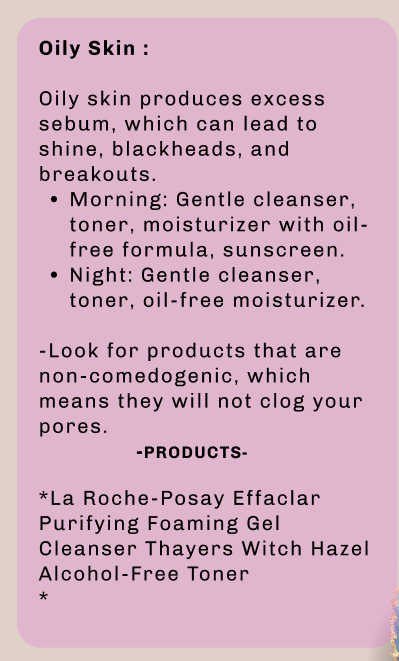 Oily Skin :
Oily skin produces excess
sebum, which can lead to
shine, blackheads, and
breakouts.
• Morning: Gentle cleanser,
toner, moisturizer with oil-
free formula, sunscreen.
• Night: Gentle cleanser,
toner, oil-free moisturizer.
-Look for products that are
non-comedogenic, which
means they will not clog your
pores.
-PRODUCTS-
*La Roche-Posay Effaclar
Purifying Foaming Gel
Cleanser Thayers Witch Hazel
Alcohol-Free Toner
*